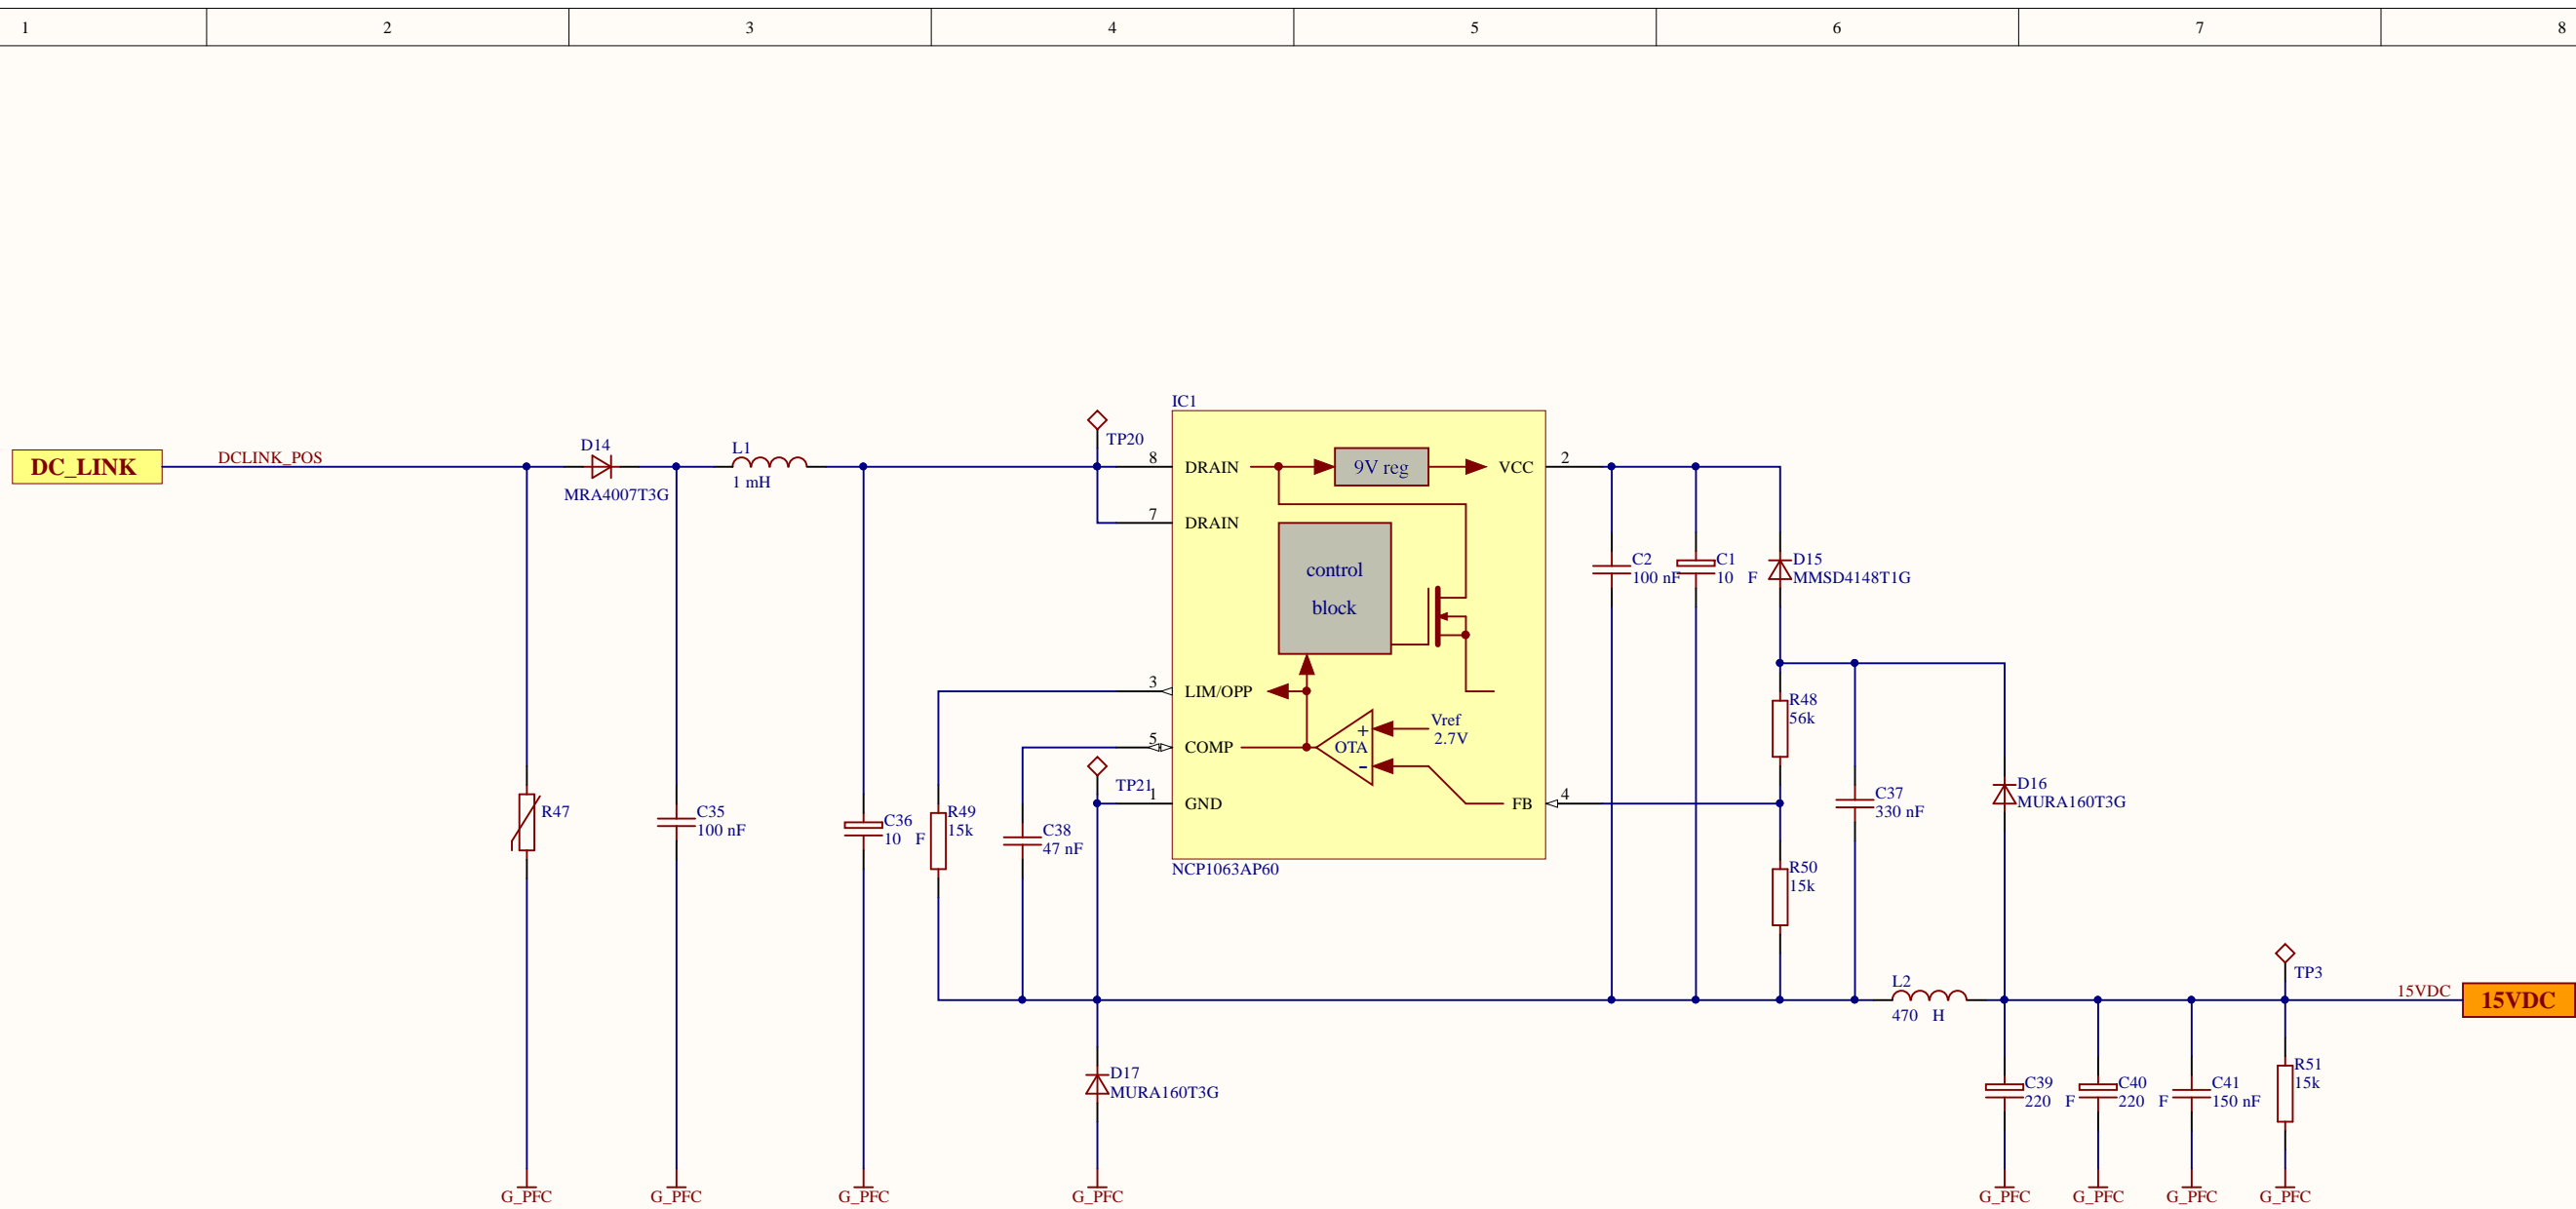 1 2 3 4 5 6 7 8
IC1
TP20
D14
L1
DC_LINK
DCLINK_POS
MRA4007T3G
1 mH
8
DRAIN
9V reg
VCC
2
7
DRAIN
control
block
C2
100 nF
C1
10 F
D15
MMSD4148T1G
3
LIM/OPP
R48
56k
Vref
2.7V
5
COMP
OTA
+
-
TP21
1
GND
FB
4
D16
MURA160T3G
C37
330 nF
R47
C35
100 nF
C36
10 F
R49
15k
C38
47 nF
NCP1063AP60
R50
15k
TP3
L2
470 H
15VDC
15VDC
D17
MURA160T3G
C39
220 F
C40
220 F
C41
150 nF
R51
15k
G_PFC
G_PFC
G_PFC
G_PFC
G_PFC
G_PFC
G_PFC
G_PFC